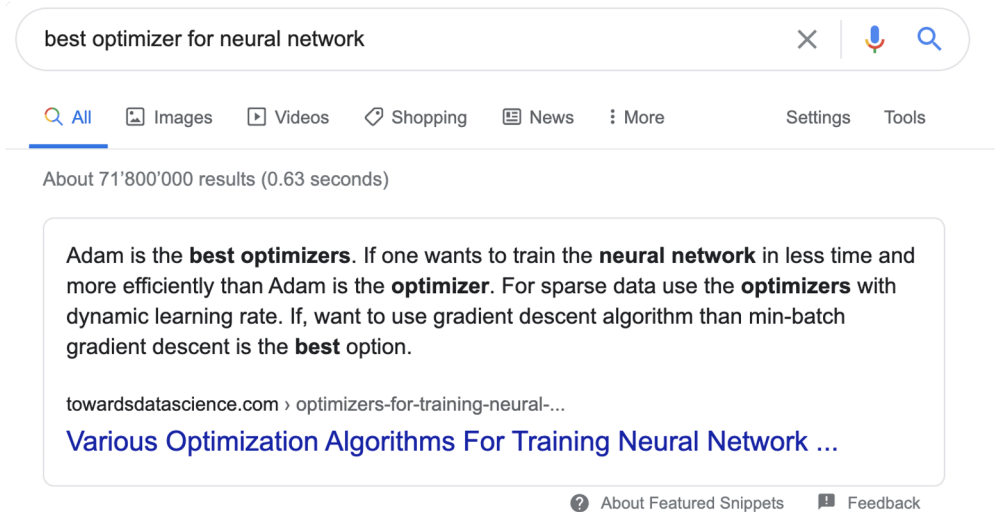 best optimizer for neural network
All Images Videos Shopping News More Settings Tools
About 71’800’000 results (0.63 seconds)
Adam is the best optimizers. If one wants to train the neural network in less time and
more efficiently than Adam is the optimizer. For sparse data use the optimizers with
dynamic learning rate. If, want to use gradient descent algorithm than min-batch
gradient descent is the best option.
towardsdatascience.com › optimizers-for-training-neural-...
Various Optimization Algorithms For Training Neural Network ...
About Featured Snippets Feedback